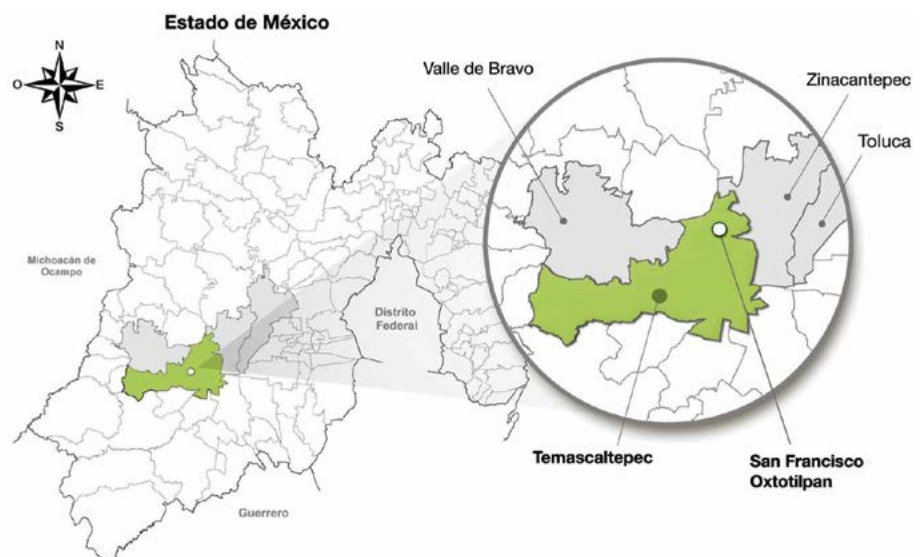 Estado de México
N
O
E
S
Valle de Bravo
Zinacantepec
Toluca
Michoacán de
Ocampo
Distrito
Federal
Temascaltepec
San Francisco
Oxtotilpan
Guerrero